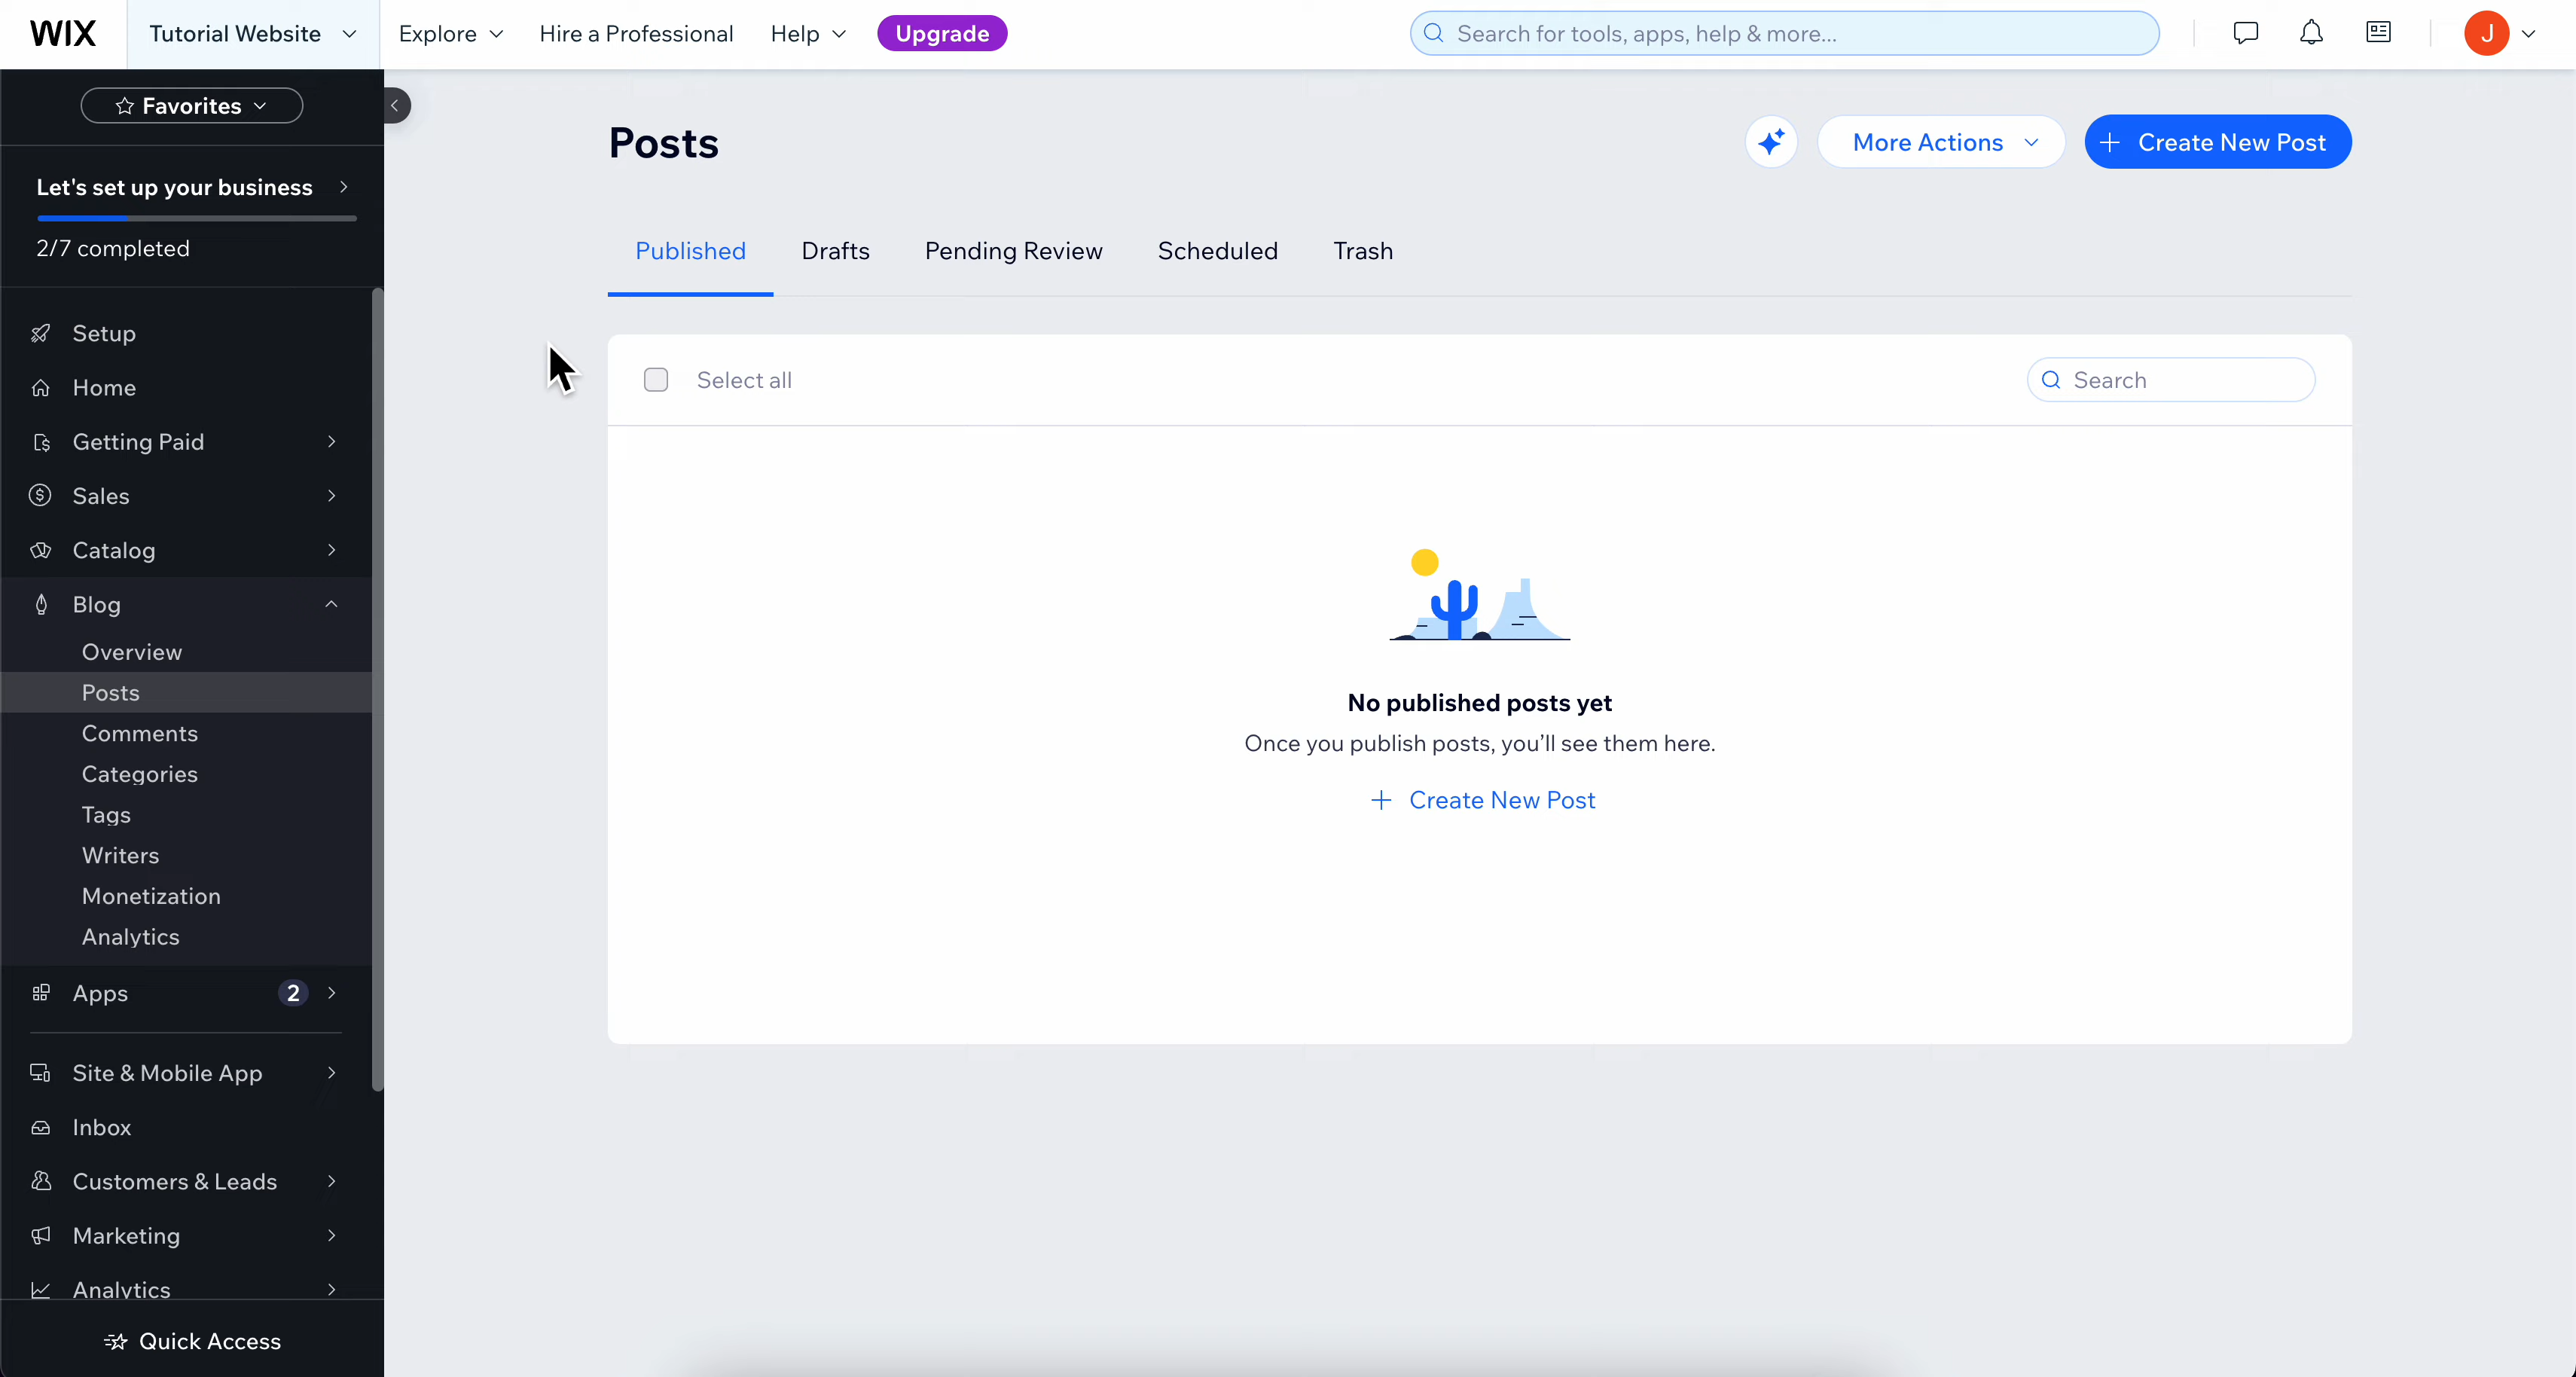 WIX
Tutorial Website
Explore
Hire a Professional
Help
Upgrade
Search for tools, apps, help & more...
J
Favorites
Let's set up your business
2/7 completed
Setup
Home
Getting Paid
Sales
Catalog
Blog
Overview
Posts
Comments
Categories
Tags
Writers
Monetization
Analytics
Apps
2
Site & Mobile App
Inbox
Customers & Leads
Marketing
Analytics
Quick Access
Posts
More Actions
Create New Post
Published
Drafts
Pending Review
Scheduled
Trash
Select all
Search
No published posts yet
Once you publish posts, you'll see them here.
Create New Post